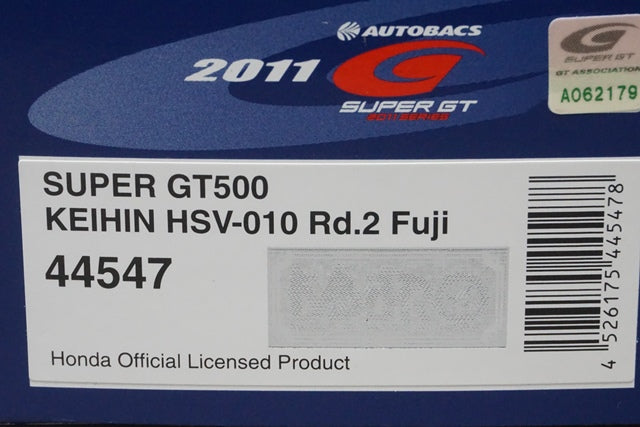 AUTOBACS
2011
SUPER GT
2011 SERIES
SUPER GT
GT ASSOCIATION
A062179
SUPER GT500
KEIHIN HSV-010 Rd.2 Fuji
44547
Honda Official Licensed Product
4 526175 445478